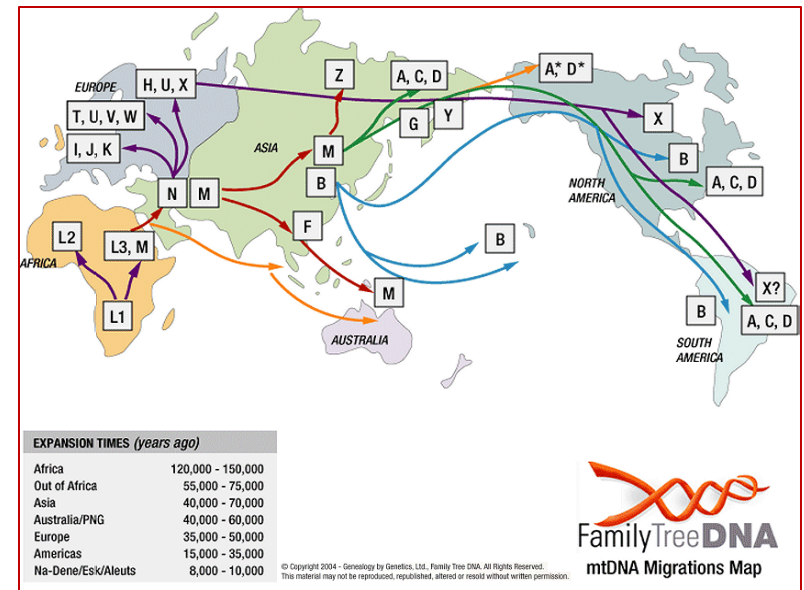 Z
A, C, D
A,* D*
EUROPE
H, U, X
T, U, V, W
G
Y
X
I, J, K
ASIA
M
B
B
N
M
NORTH
AMERICA
A, C, D
L2
L3, M
F
B
AFRICA
M
X?
L1
B
A, C, D
AUSTRALIA
SOUTH
AMERICA
EXPANSION TIMES (years ago)
Africa 120,000 - 150,000
Out of Africa 55,000 - 75,000
Asia 40,000 - 70,000
Australia/PNG 40,000 - 60,000
Europe 35,000 - 50,000
Americas 15,000 - 35,000
Na-Dene/Esk/Aleuts 8,000 - 10,000
FamilyTreeDNA
mtDNA Migrations Map
© Copyright 2004 - Genealogy by Genetics, Ltd., Family Tree DNA. All Rights Reserved.
This material may not be reproduced, republished, altered or resold without written permission.